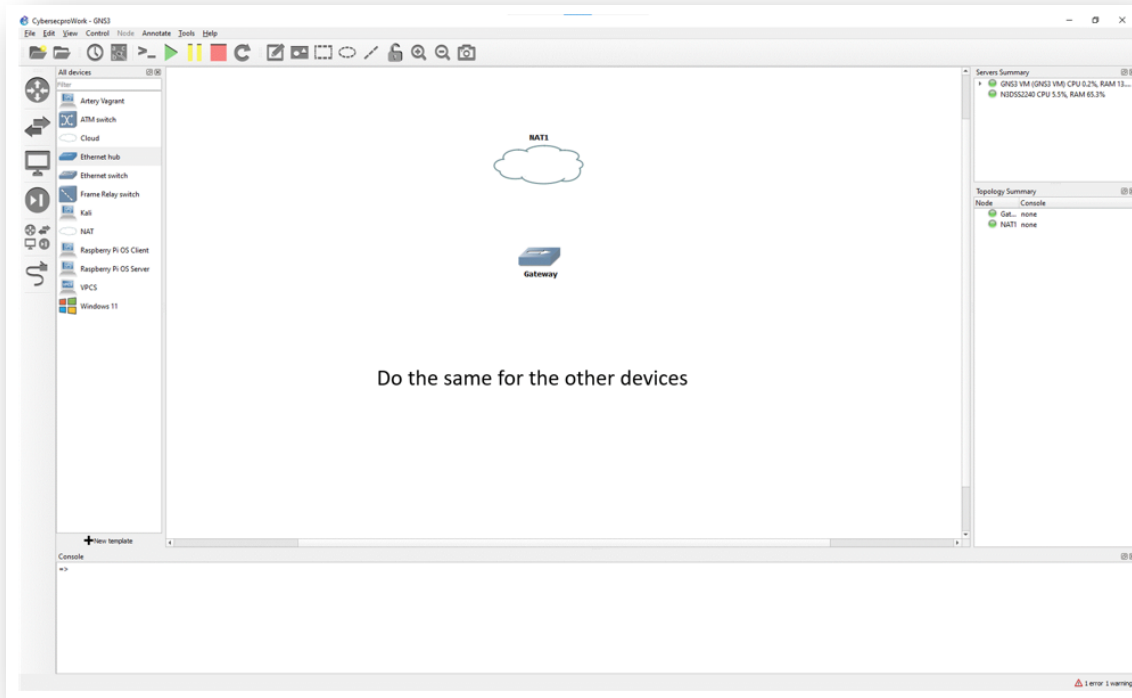 CybersecproWork - GNS3
File Edit View Control Node Annotate Tools Help
All devices
Filter
Artery Vagrant
ATM switch
Cloud
Ethernet hub
Ethernet switch
Frame Relay switch
Kali
NAT
Raspberry Pi OS Client
Raspberry Pi OS Server
VPCS
Windows 11
New template
NAT1
Gateway
Do the same for the other devices
Servers Summary
GNS3 VM (GNS3 VM) CPU 0.2%, RAM 13....
N3DSS2240 CPU 5.5%, RAM 65.3%
Topology Summary
Node Console
Gat... none
NAT1 none
Console
=>
1 error 1 warning